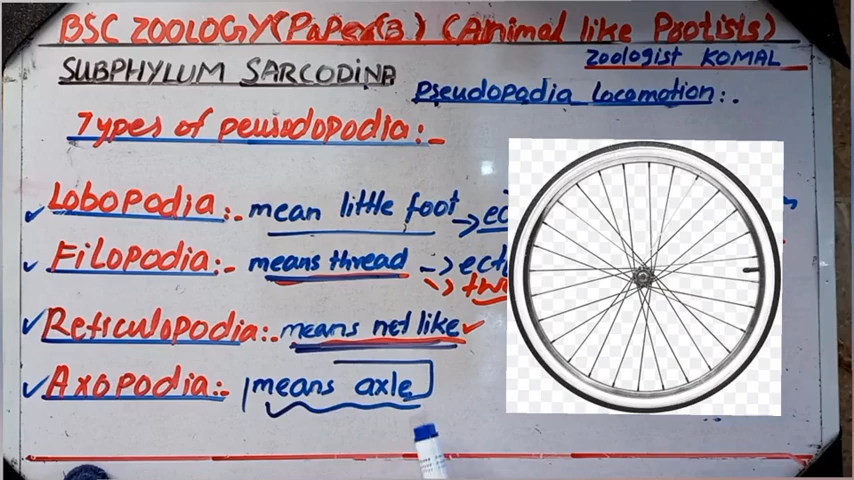 BSC ZOOLOGY(PaPer(B) (Animal like Protists)
Zoologist KOMAL
SUBPHYLUM SARCODINA
Pseudopodia Locomotion:.
Types of pewodopodia:-
Lobopodia:- mean little foot
Filopodia:- means thread
Reticulopodia:- means net like
Axopodia:- means axle